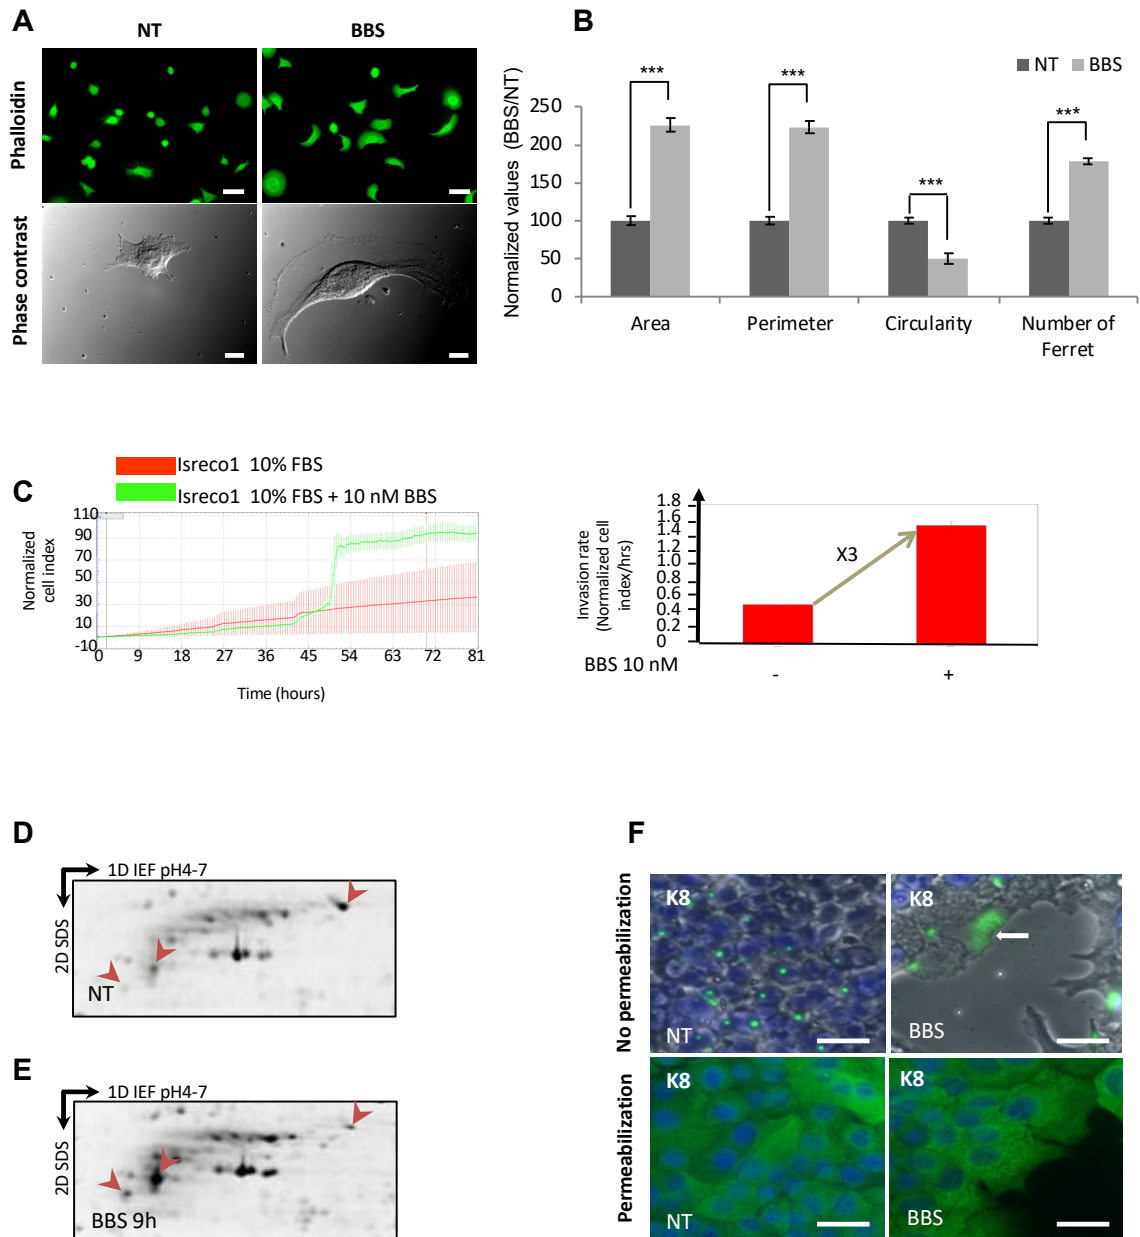 A
NT
BBS
Phalloidin
Phase contrast
B
NT
BBS
***
***
***
***
Normalized values (BBS/NT)
250
200
150
100
50
0
Area
Perimeter
Circularity
Number of
Ferret
C
Isreco1 10% FBS
Isreco1 10% FBS + 10 nM BBS
Normalized
cell index
110
90
70
50
30
10
-10
0
9
18
27
36
45
54
63
72
81
Time (hours)
Invasion rate
(Normalized cell
index/hrs)
1.8
1.6
1.4
1.2
1
0.8
0.6
0.4
0.2
0
X3
BBS 10 nM
-
+
D
1D IEF pH4-7
2D SDS
NT
E
1D IEF pH4-7
2D SDS
BBS 9h
F
No permeabilization
K8
NT
K8
BBS
Permeabilization
K8
NT
K8
BBS